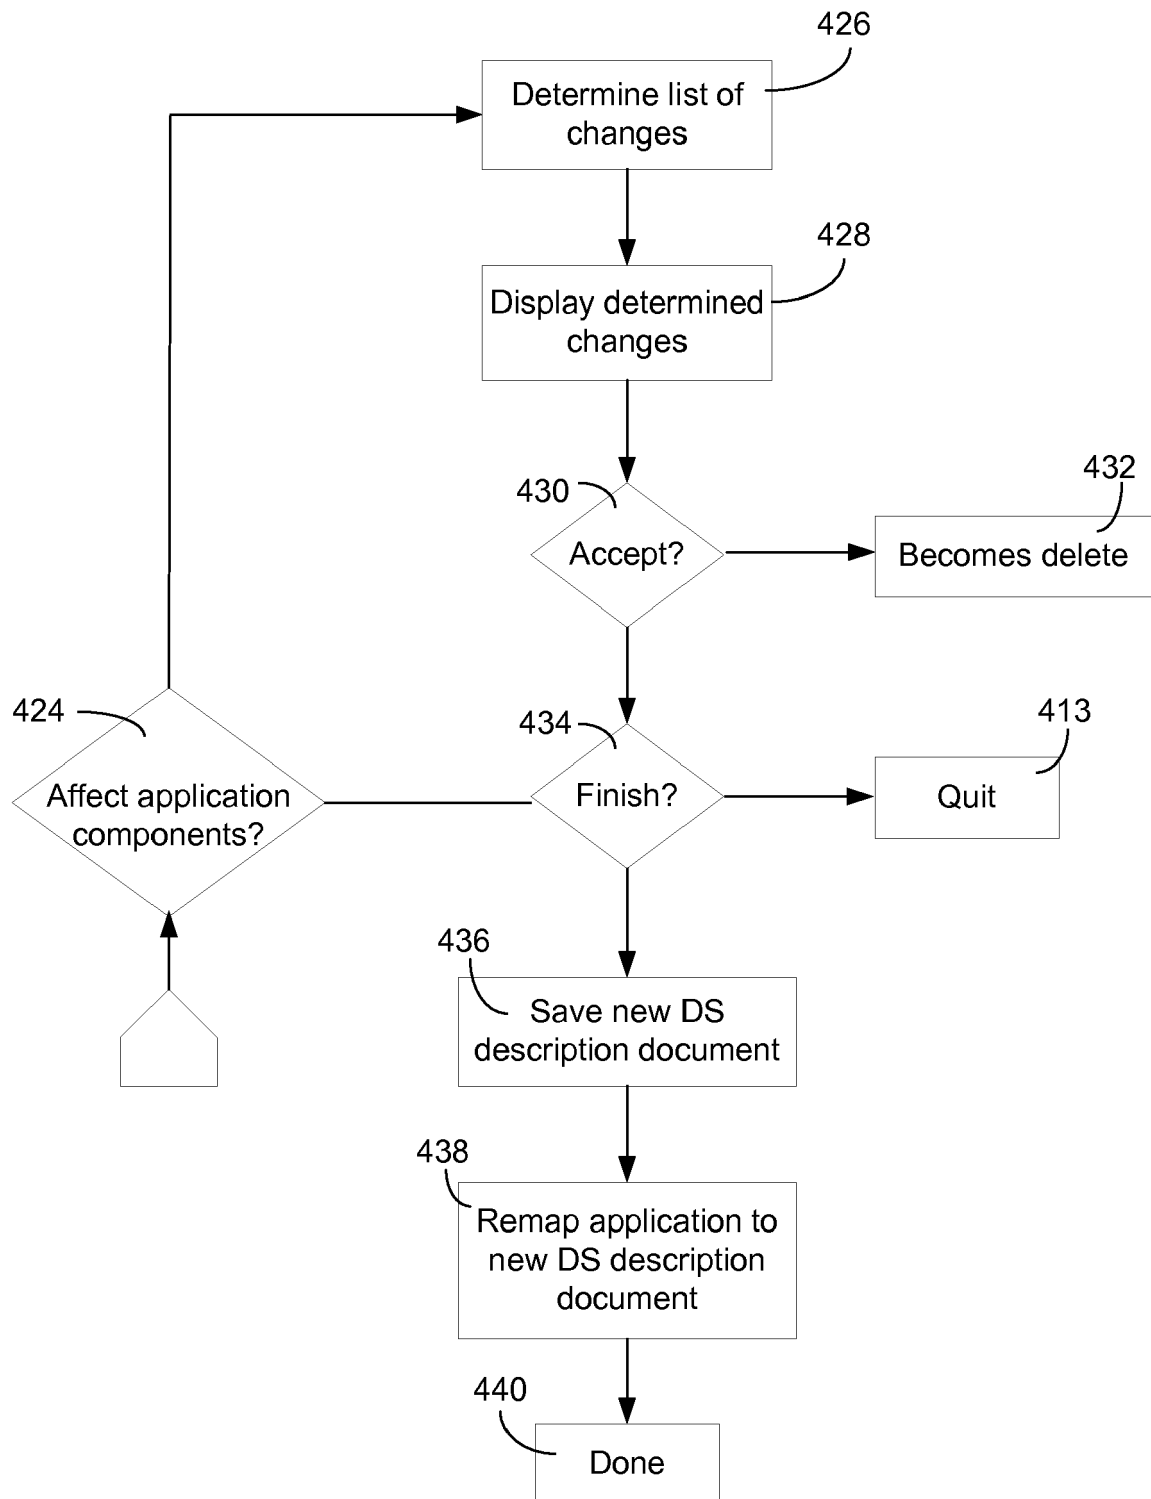 426
Determine list of
changes
428
Display determined
changes
430
Accept?
432
Becomes delete
424
Affect application
components?
434
Finish?
413
Quit
436
Save new DS
description document
438
Remap application to
new DS description
document
440
Done